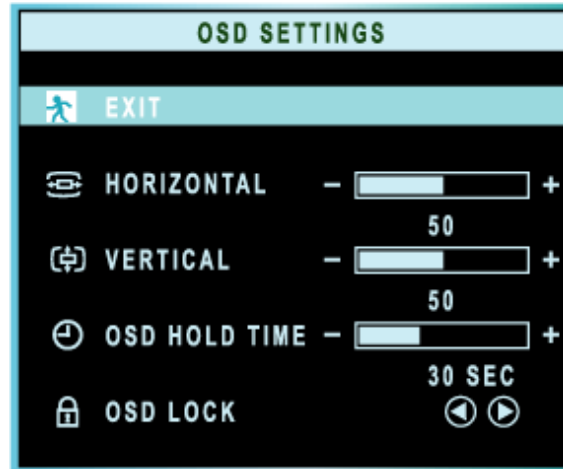 OSD SETTINGS
EXIT
HORIZONTAL - +
50
VERTICAL - +
50
OSD HOLD TIME - +
30 SEC
OSD LOCK